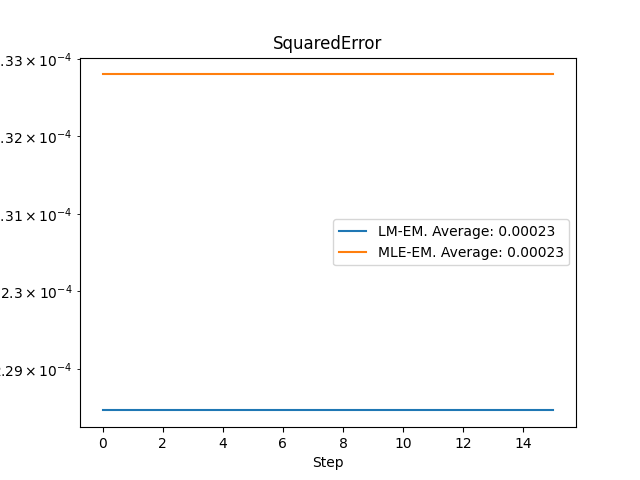 SquaredError
.33 × 10⁻⁴
.32 × 10⁻⁴
.31 × 10⁻⁴
2.3 × 10⁻⁴
.29 × 10⁻⁴
LM-EM. Average: 0.00023
MLE-EM. Average: 0.00023
0 2 4 6 8 10 12 14
Step